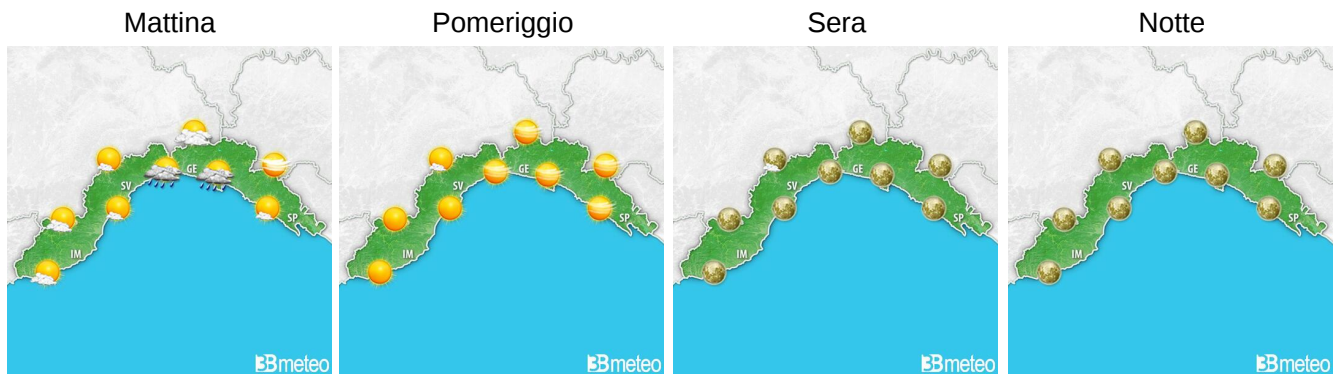 Mattina
Pomeriggio
Sera
Notte
GE
SV
SP
IM
3Bmeteo
GE
SV
SP
IM
3Bmeteo
GE
SV
SP
IM
3Bmeteo
GE
SV
SP
IM
3Bmeteo